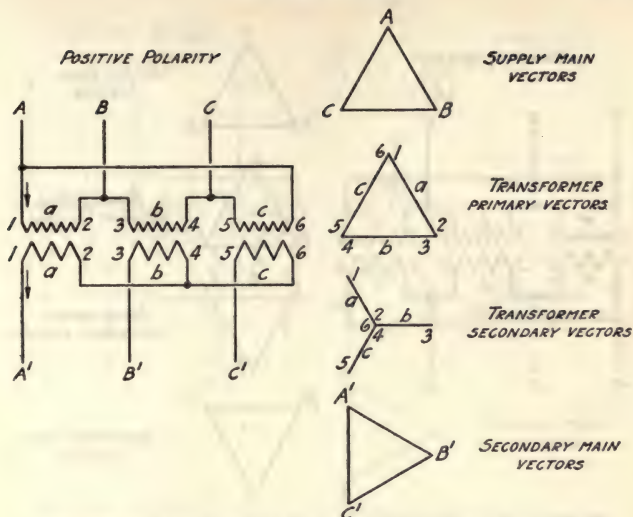 POSITIVE POLARITY
A B C
1 a 2 3 b 4 5 c 6
1 a 2 3 b 4 5 c 6
A' B' C'
A
C B
SUPPLY MAIN
VECTORS
6 1
c a
5 2
4 b 3
TRANSFORMER
PRIMARY VECTORS
1
a
2 b
6 4 3
c
5
TRANSFORMER
SECONDARY VECTORS
A'
B'
C'
SECONDARY MAIN
VECTORS